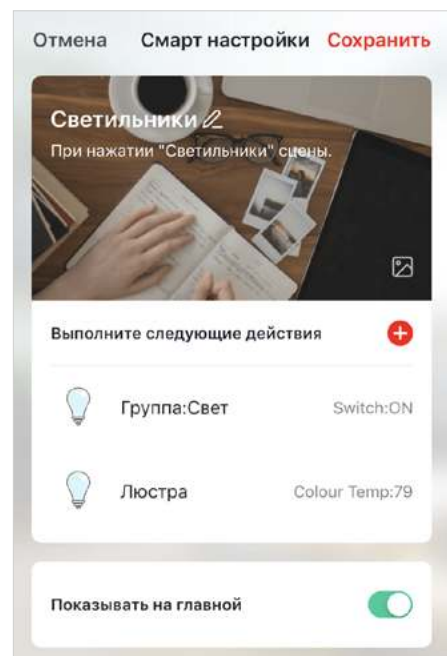 Отмена Смарт настройки Сохранить
Светильники
При нажатии "Светильники" сцены.
Выполните следующие действия
Группа:Свет Switch:ON
Люстра Colour Temp:79
Показывать на главной